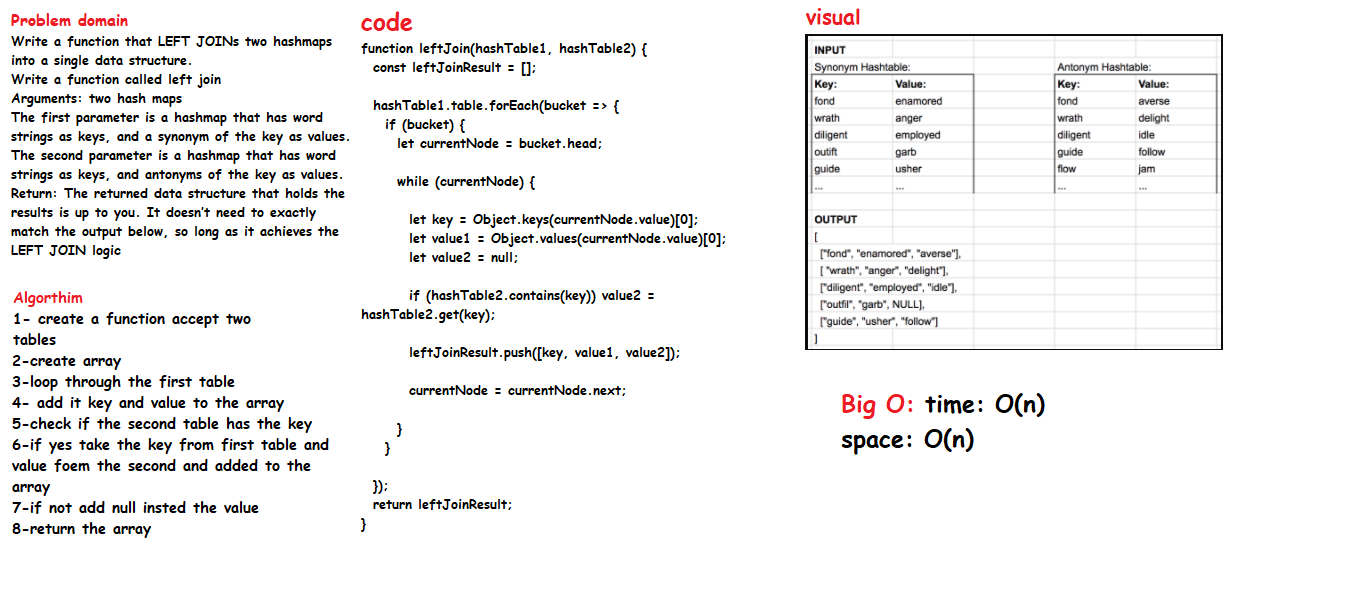 Problem domain
Write a function that LEFT JOINs two hashmaps
into a single data structure.
Write a function called left join
Arguments: two hash maps
The first parameter is a hashmap that has word
strings as keys, and a synonym of the key as values.
The second parameter is a hashmap that has word
strings as keys, and antonyms of the key as values.
Return: The returned data structure that holds the
results is up to you. It doesn't need to exactly
match the output below, so long as it achieves the
LEFT JOIN logic
Algorthim
1- create a function accept two
tables
2-create array
3-loop through the first table
4- add it key and value to the array
5-check if the second table has the key
6-if yes take the key from first table and
value foem the second and added to the
array
7-if not add null insted the value
8-return the array
code
function leftJoin(hashTable1, hashTable2) {
const leftJoinResult = [];
hashTable1.table.forEach(bucket => {
if (bucket) {
let currentNode = bucket.head;
while (currentNode) {
let key = Object.keys(currentNode.value)[0];
let value1 = Object.values(currentNode.value)[0];
let value2 = null;
if (hashTable2.contains(key)) value2 =
hashTable2.get(key);
leftJoinResult.push([key, value1, value2]);
currentNode = currentNode.next;
}
}
});
return leftJoinResult;
}
visual
INPUT
Synonym Hashtable: Antonym Hashtable:
Key: Value: Key: Value:
fond enamored fond averse
wrath anger wrath delight
diligent employed diligent idle
outift garb guide follow
guide usher flow jam
... ... ... ...
OUTPUT
[
["fond", "enamored", "averse"],
[ "wrath", "anger", "delight"],
["diligent", "employed", "idle"],
["outfil", "garb", NULL],
["guide", "usher", "follow"]
]
Big O: time: O(n)
space: O(n)